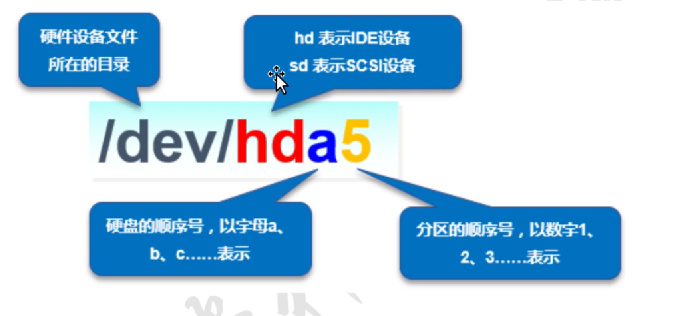 硬件设备文件
所在的目录
hd 表示IDE设备
sd 表示SCSI设备
/dev/hda5
硬盘的顺序号，以字母a、
b、c……表示
分区的顺序号，以数字1、
2、3……表示